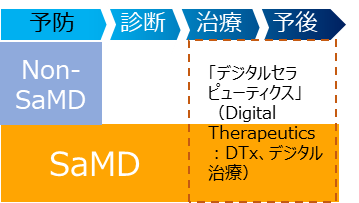 予防
診断
治療
予後
Non-
SaMD
「デジタルセラ
ピューティクス」
（Digital
Therapeutics
：DTx、デジタル
治療）
SaMD